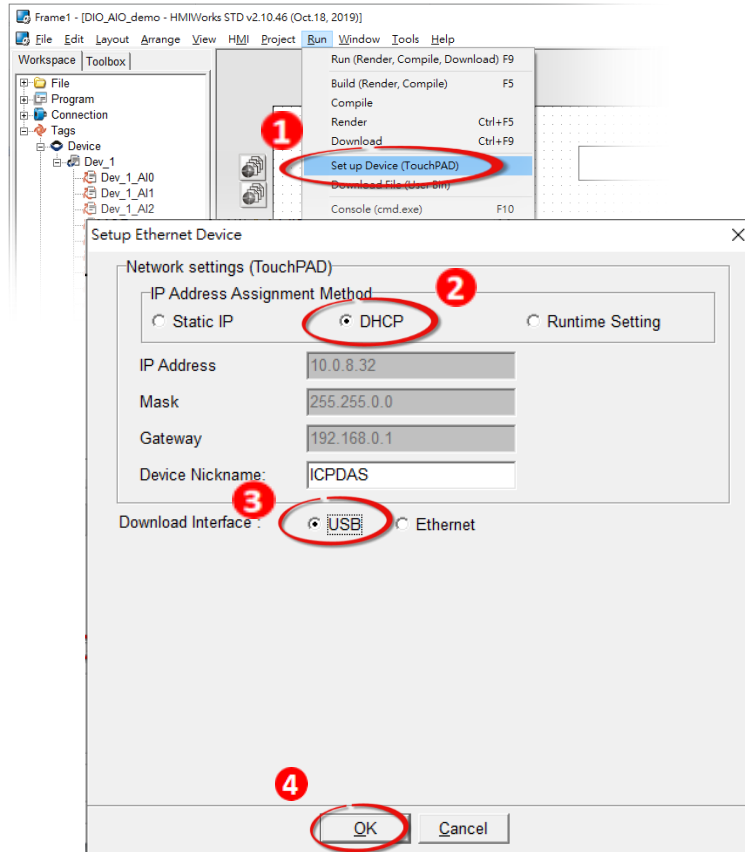 Frame1 - [DIO_AIO_demo - HMIWorks STD v2.10.46 (Oct.18, 2019)]
File Edit Layout Arrange View HMI Project Run Window Tools Help
Workspace Toolbox
File
Program
Connection
Tags
Device
Dev_1
Dev_1_AI0
Dev_1_AI1
Dev_1_AI2
Run (Render, Compile, Download) F9
Build (Render, Compile) F5
Compile
Render Ctrl+F5
Download Ctrl+F9
1
Set up Device (TouchPAD)
Download File (User Bin)
Console (cmd.exe) F10
Setup Ethernet Device
Network settings (TouchPAD)
IP Address Assignment Method
2
Static IP DHCP Runtime Setting
IP Address 10.0.8.32
Mask 255.255.0.0
Gateway 192.168.0.1
Device Nickname: ICPDAS
3
Download Interface : USB Ethernet
4
OK Cancel